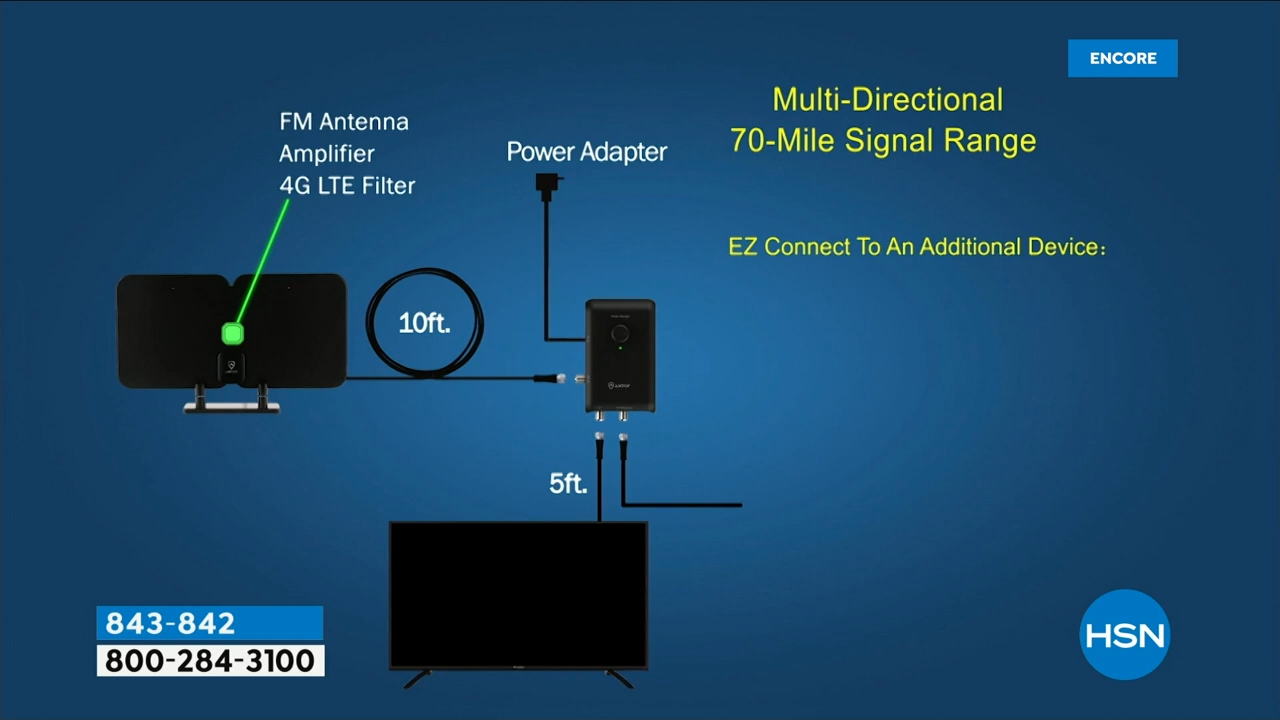 ENCORE
Multi-Directional
70-Mile Signal Range
FM Antenna
Amplifier
4G LTE Filter
Power Adapter
EZ Connect To An Additional Device:
10ft.
5ft.
843-842
800-284-3100
HSN